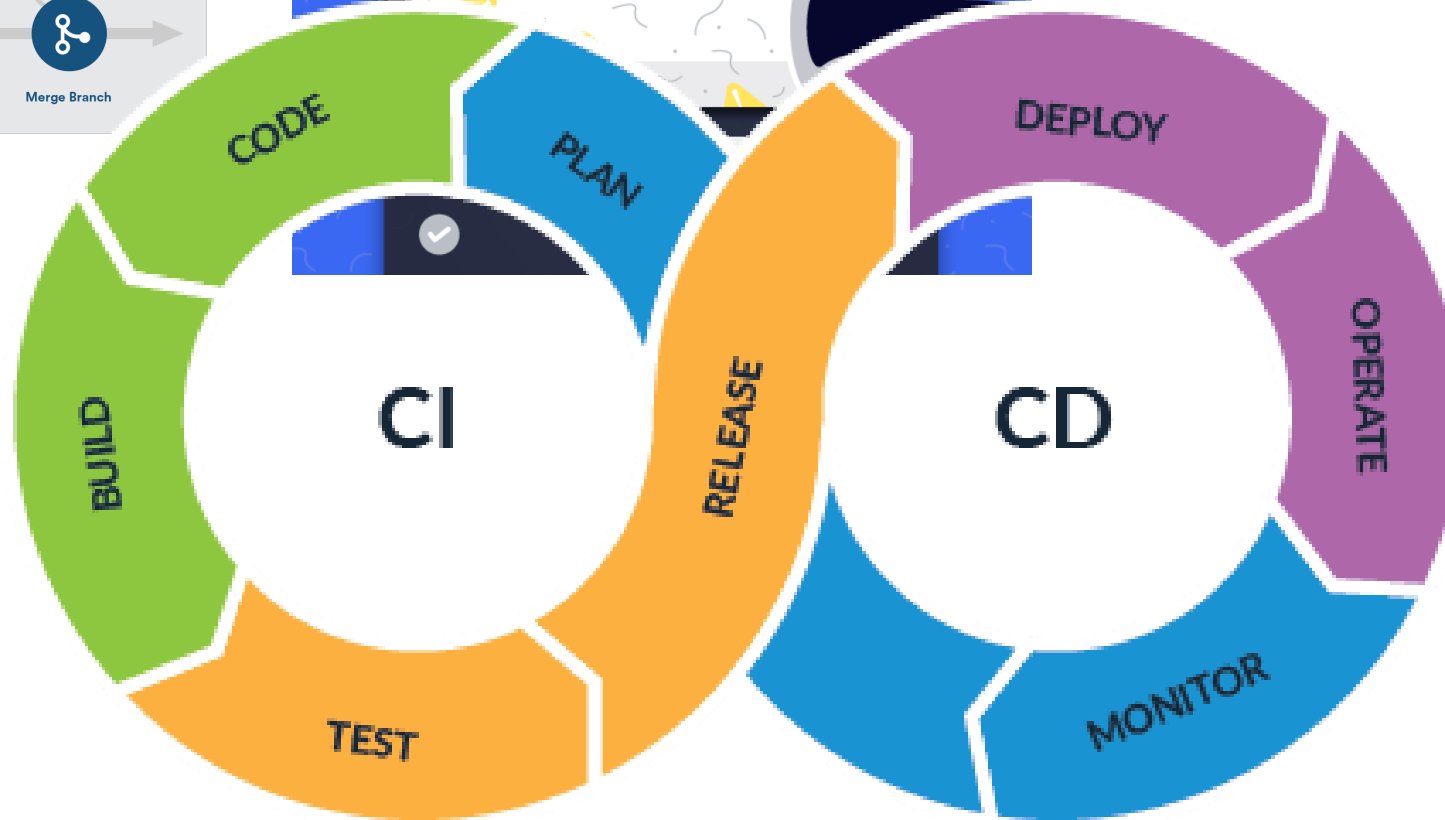 Merge Branch
CODE
PLAN
DEPLOY
OPERATE
BUILD
CI
RELEASE
CD
TEST
MONITOR